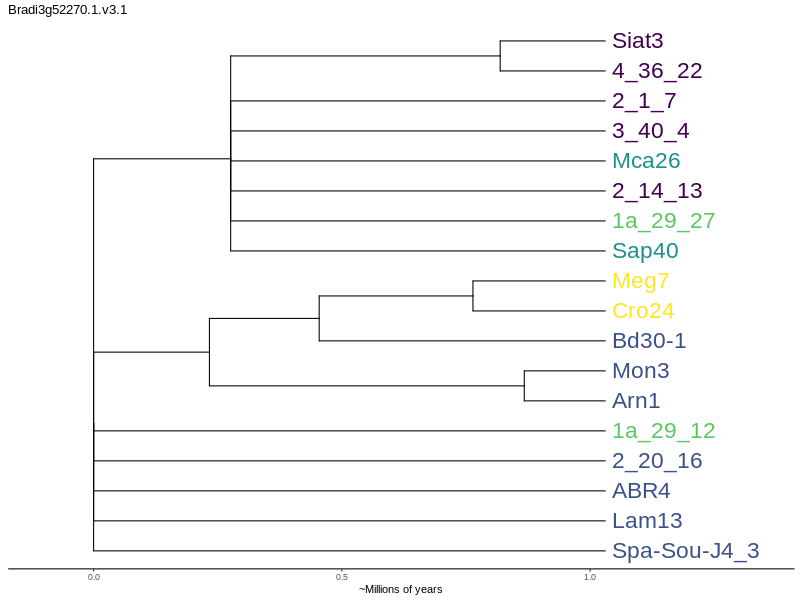 Bradi3g52270.1.v3.1
Siat3
4_36_22
2_1_7
3_40_4
Mca26
2_14_13
1a_29_27
Sap40
Meg7
Cro24
Bd30-1
Mon3
Arn1
1a_29_12
2_20_16
ABR4
Lam13
Spa-Sou-J4_3
0.0 0.5 1.0
~Millions of years